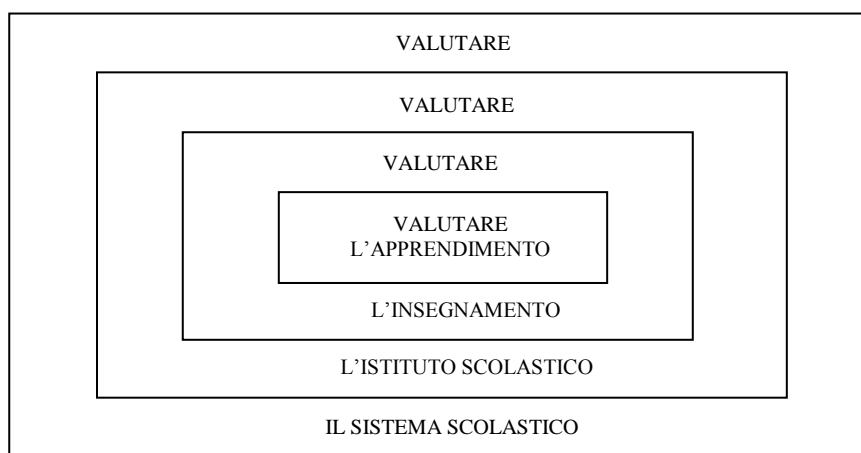 VALUTARE
VALUTARE
VALUTARE
VALUTARE
L’APPRENDIMENTO
L’INSEGNAMENTO
L’ISTITUTO SCOLASTICO
IL SISTEMA SCOLASTICO